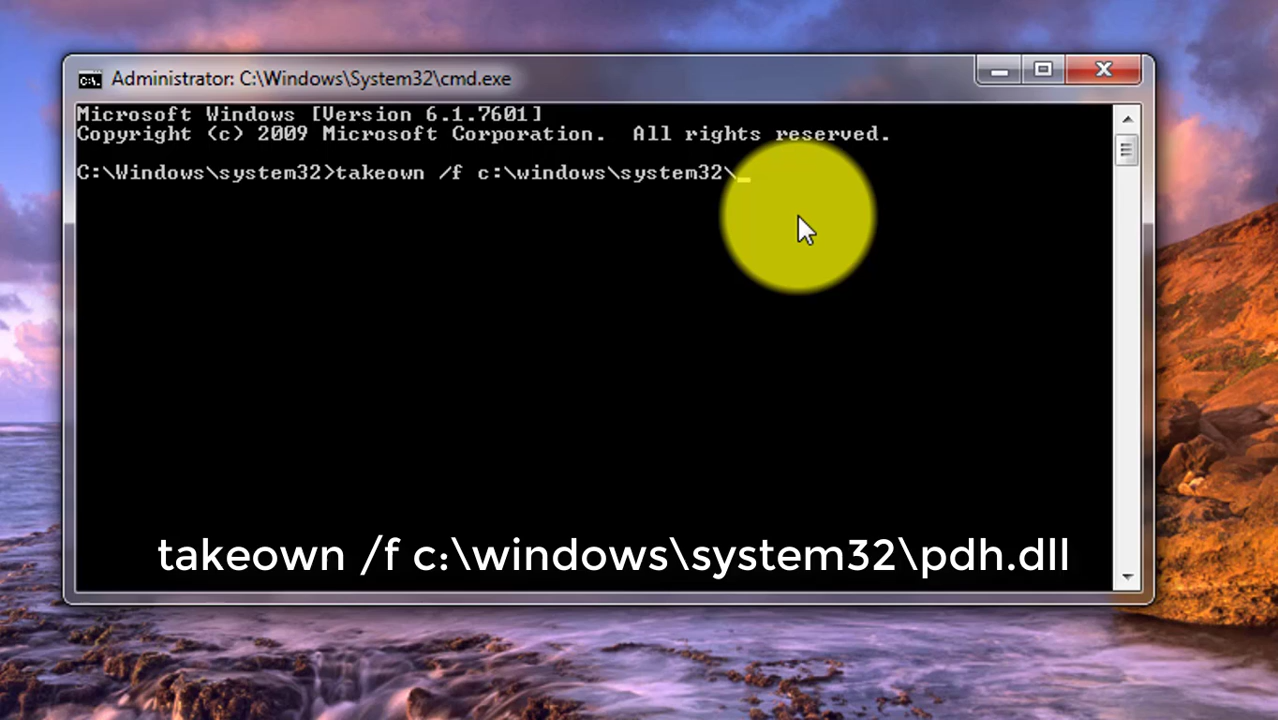 Administrator: C:\Windows\System32\cmd.exe
Microsoft Windows [Version 6.1.7601]
Copyright (c) 2009 Microsoft Corporation.  All rights reserved.
C:\Windows\system32>takeown /f c:\windows\system32\_
takeown /f c:\windows\system32\pdh.dll